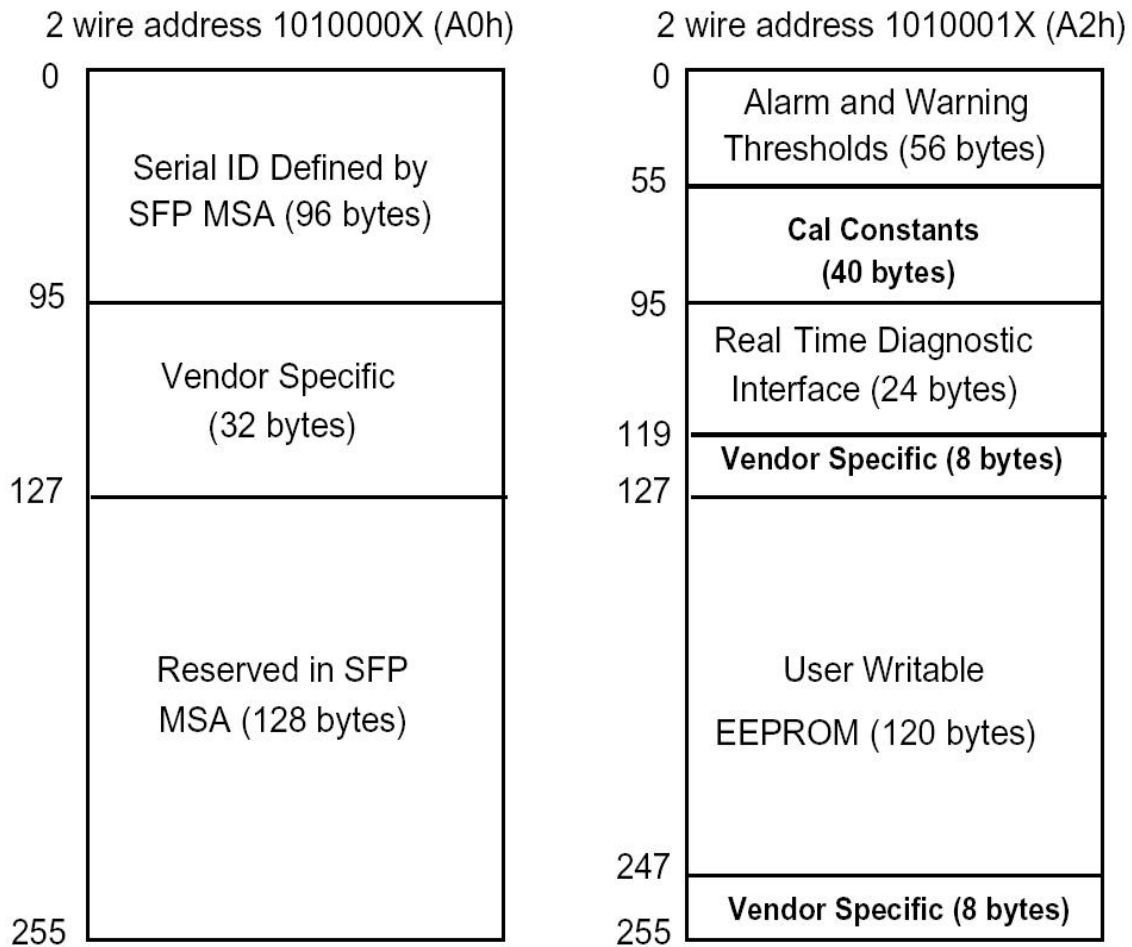 2 wire address 1010000X (A0h)
0
Serial ID Defined by
SFP MSA (96 bytes)
95
Vendor Specific
(32 bytes)
127
Reserved in SFP
MSA (128 bytes)
255
2 wire address 1010001X (A2h)
0
Alarm and Warning
Thresholds (56 bytes)
55
Cal Constants
(40 bytes)
95
Real Time Diagnostic
Interface (24 bytes)
119
Vendor Specific (8 bytes)
127
User Writable
EEPROM (120 bytes)
247
Vendor Specific (8 bytes)
255